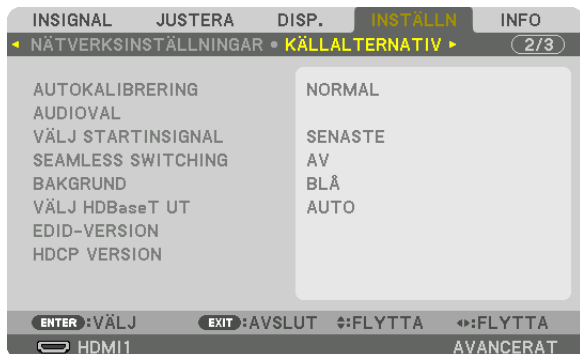 INSIGNAL JUSTERA DISP. INSTÄLLN INFO
NÄTVERKSINSTÄLLNINGAR • KÄLLALTERNATIV 2/3
AUTOKALIBRERING NORMAL
AUDIOVAL
VÄLJ STARTINSIGNAL SENASTE
SEAMLESS SWITCHING AV
BAKGRUND BLÅ
VÄLJ HDBaseT UT AUTO
EDID-VERSION
HDCP VERSION
ENTER :VÄLJ EXIT :AVSLUT :FLYTTA :FLYTTA
HDMI1 AVANCERAT